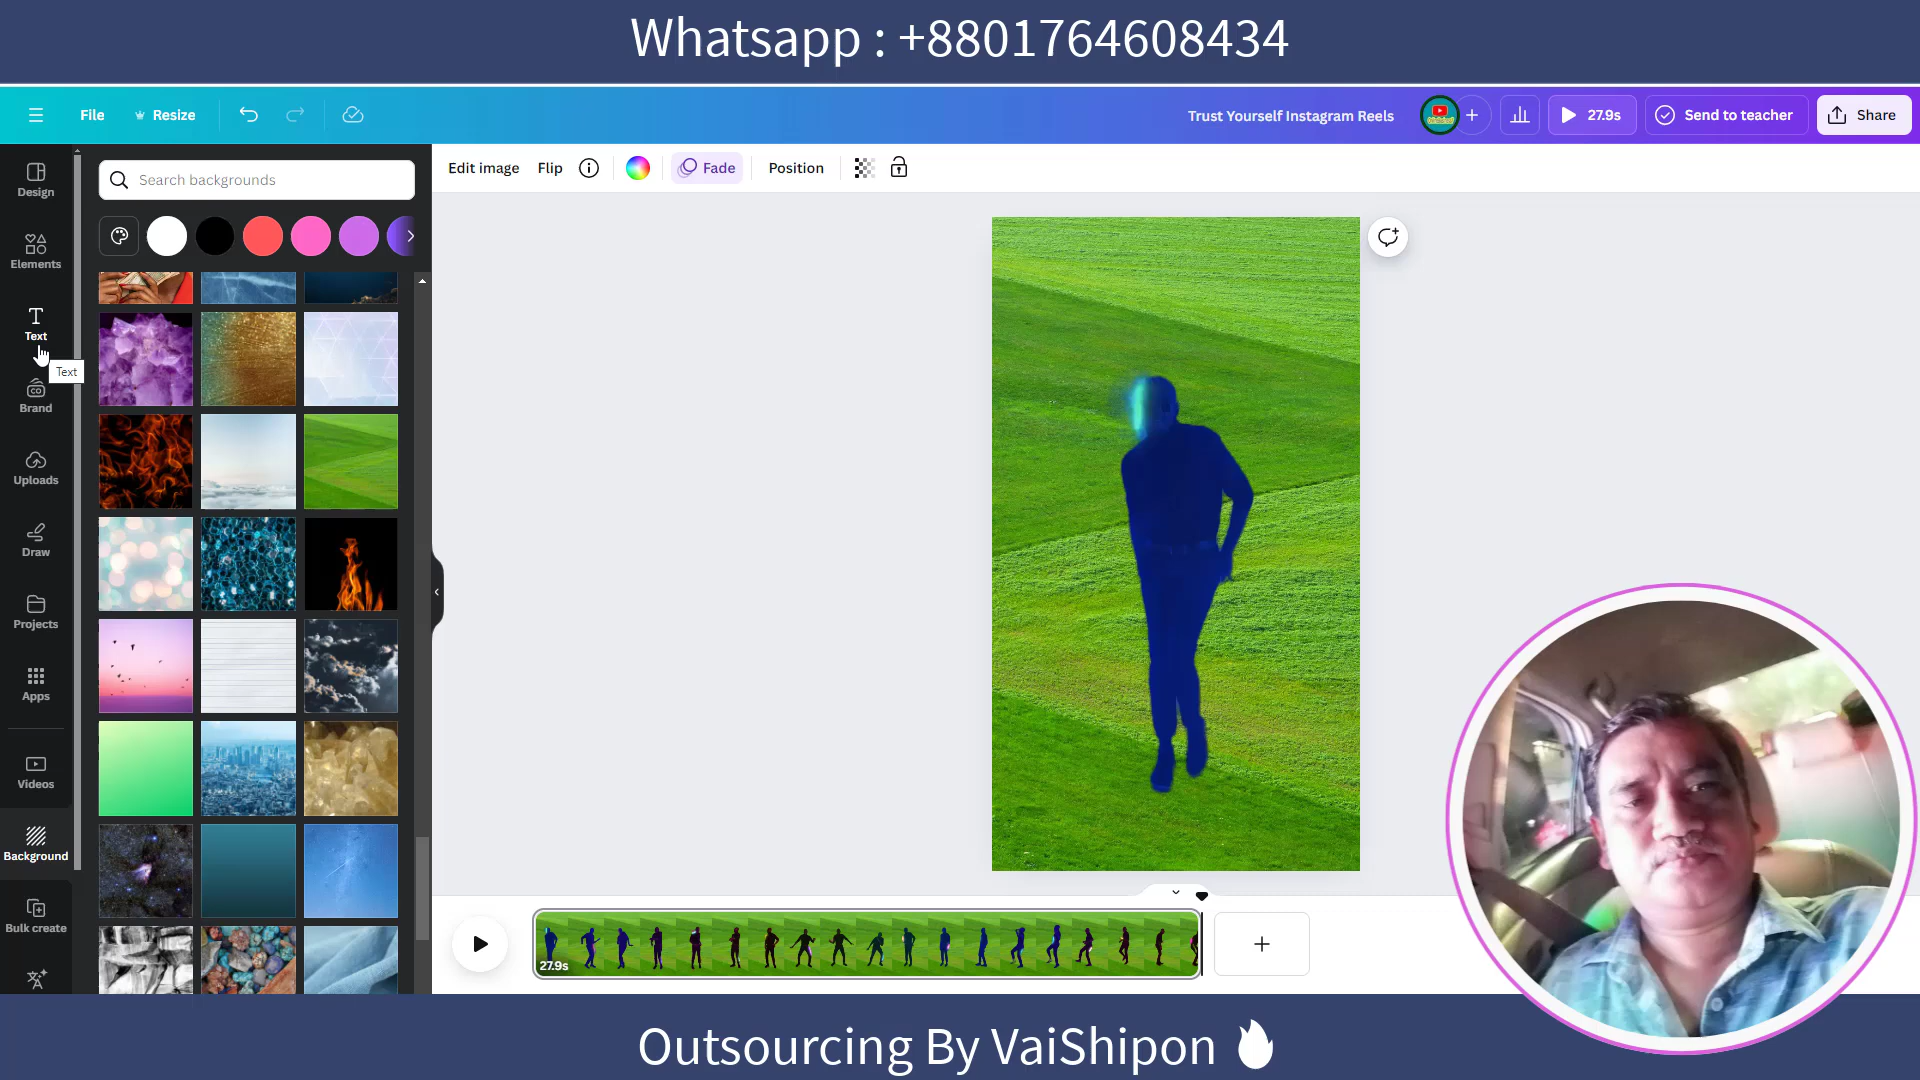 Whatsapp : +8801764608434
File
Resize
Trust Yourself Instagram Reels
27.9s
Send to teacher
Share
Design
Elements
Text
Text
Brand
Uploads
Draw
Projects
Apps
Videos
Background
Bulk create
Search backgrounds
Edit image
Flip
Fade
Position
27.9s
Outsourcing By VaiShipon